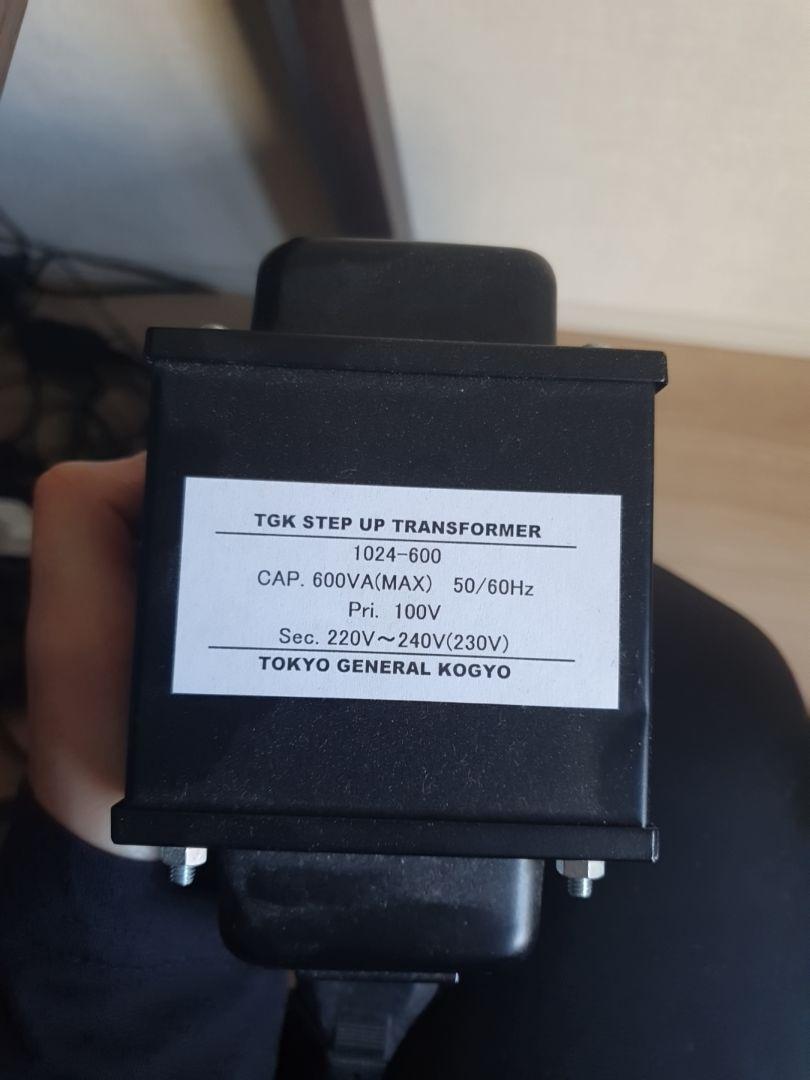 TGK STEP UP TRANSFORMER
1024-600
CAP. 600VA(MAX) 50/60Hz
Pri. 100V
Sec. 220V～240V(230V)
TOKYO GENERAL KOGYO